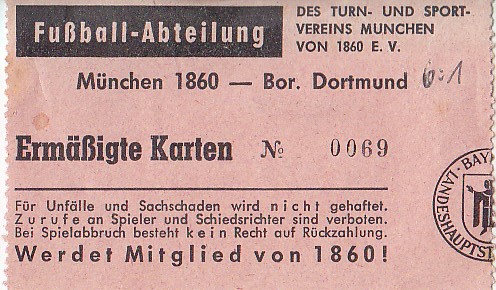 Fußball-Abteilung
DES TURN- UND SPORT-
VEREINS MUNCHEN
VON 1860 E. V.
München 1860 — Bor. Dortmund 6:1
Ermäßigte Karten № 0069
Für Unfälle und Sachschaden wird nicht gehaftet.
Zurufe an Spieler und Schiedsrichter sind verboten.
Bei Spielabbruch besteht kein Recht auf Rückzahlung.
Werdet Mitglied von 1860!